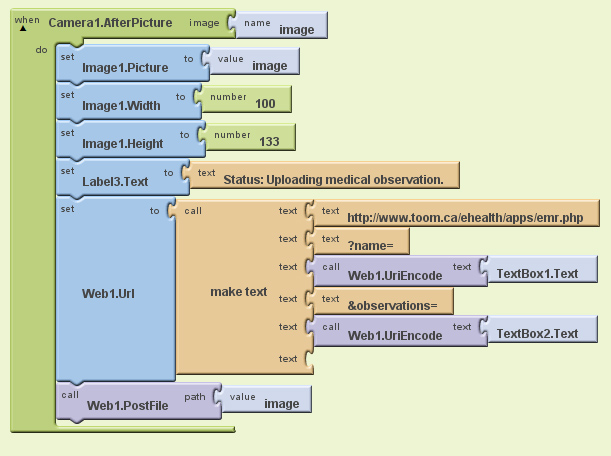 when Camera1.AfterPicture image name image
do
set Image1.Picture to value image
set Image1.Width to number 100
set Image1.Height to number 133
set Label3.Text to text Status: Uploading medical observation.
set Web1.Url to call make text
text text http://www.toom.ca/ehealth/apps/emr.php
text text ?name=
text call Web1.UriEncode text TextBox1.Text
text text &observations=
text call Web1.UriEncode text TextBox2.Text
text
call Web1.PostFile path value image